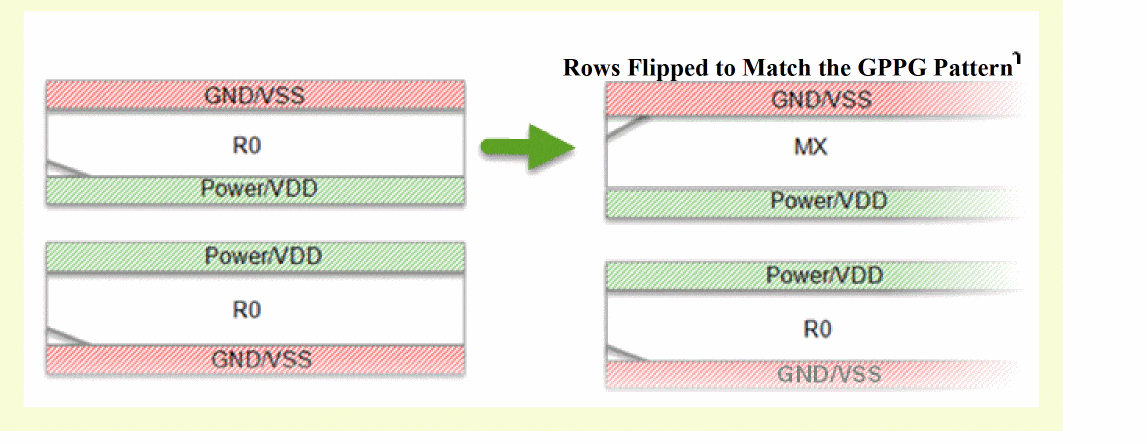 Rows Flipped to Match the GPPG Pattern
GND/VSS
R0
Power/VDD
Power/VDD
R0
GND/VSS
GND/VSS
MX
Power/VDD
Power/VDD
R0
GND/VSS